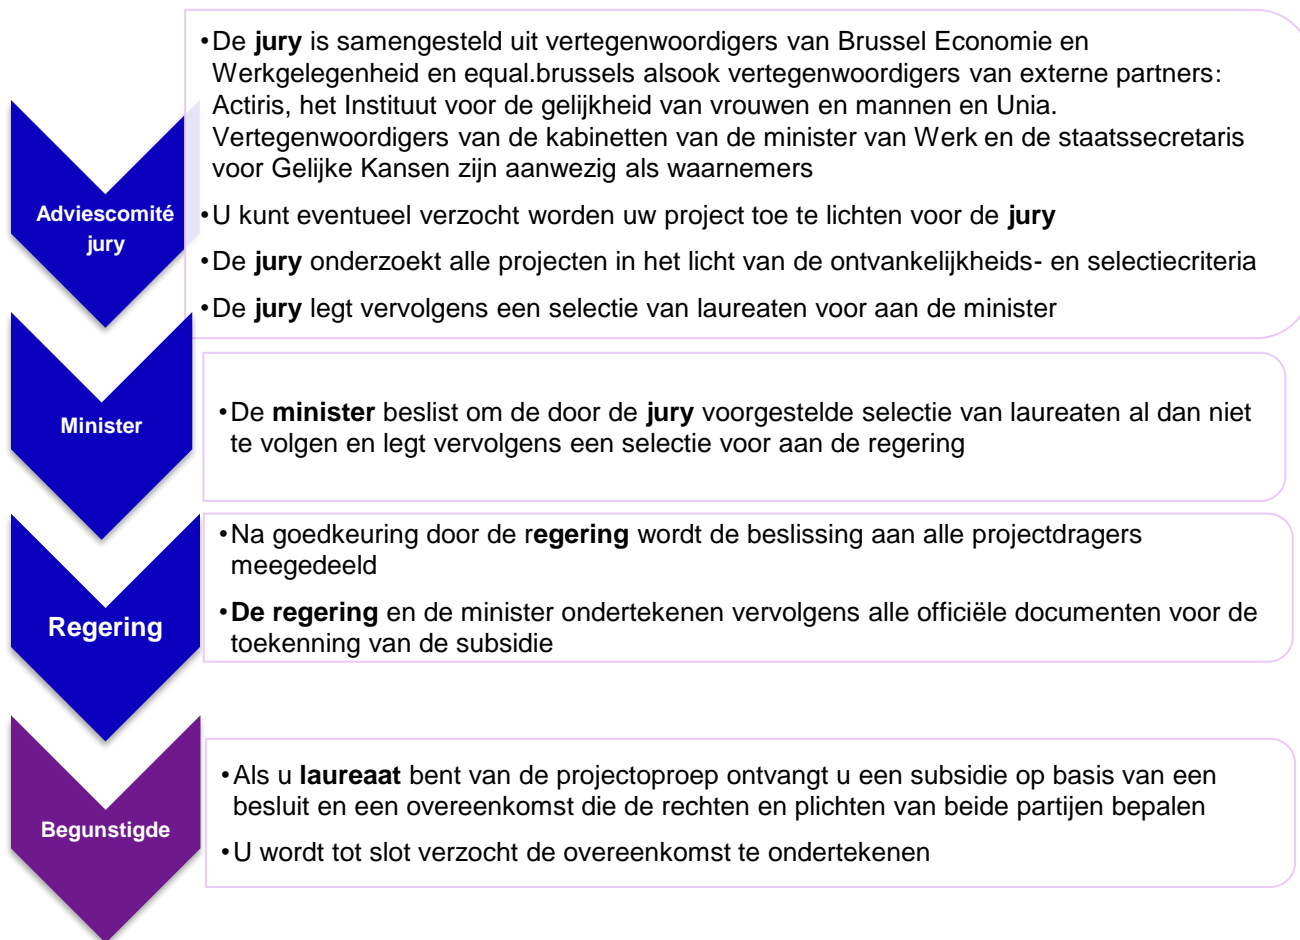 •De jury is samengesteld uit vertegenwoordigers van Brussel Economie en
Werkgelegenheid en equal.brussels alsook vertegenwoordigers van externe partners:
Actiris, het Instituut voor de gelijkheid van vrouwen en mannen en Unia.
Vertegenwoordigers van de kabinetten van de minister van Werk en de staatssecretaris
voor Gelijke Kansen zijn aanwezig als waarnemers
Adviescomité
jury
•U kunt eventueel verzocht worden uw project toe te lichten voor de jury
•De jury onderzoekt alle projecten in het licht van de ontvankelijkheids- en selectiecriteria
•De jury legt vervolgens een selectie van laureaten voor aan de minister
Minister
•De minister beslist om de door de jury voorgestelde selectie van laureaten al dan niet
te volgen en legt vervolgens een selectie voor aan de regering
Regering
•Na goedkeuring door de regering wordt de beslissing aan alle projectdragers
meegedeeld
•De regering en de minister ondertekenen vervolgens alle officiële documenten voor de
toekenning van de subsidie
Begunstigde
•Als u laureaat bent van de projectoproep ontvangt u een subsidie op basis van een
besluit en een overeenkomst die de rechten en plichten van beide partijen bepalen
•U wordt tot slot verzocht de overeenkomst te ondertekenen